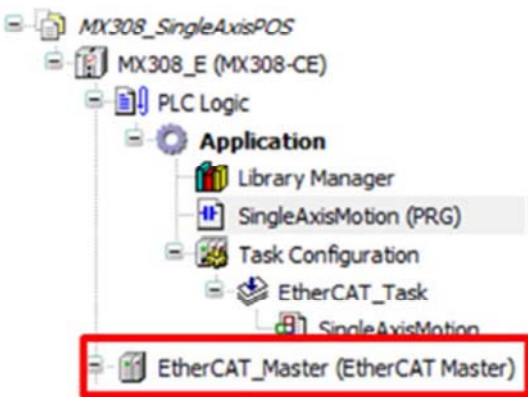 MX308_SingleAxisPOS
MX308_E (MX308-CE)
PLC Logic
Application
Library Manager
SingleAxisMotion (PRG)
Task Configuration
EtherCAT_Task
SingleAxisMotion
EtherCAT_Master (EtherCAT Master)